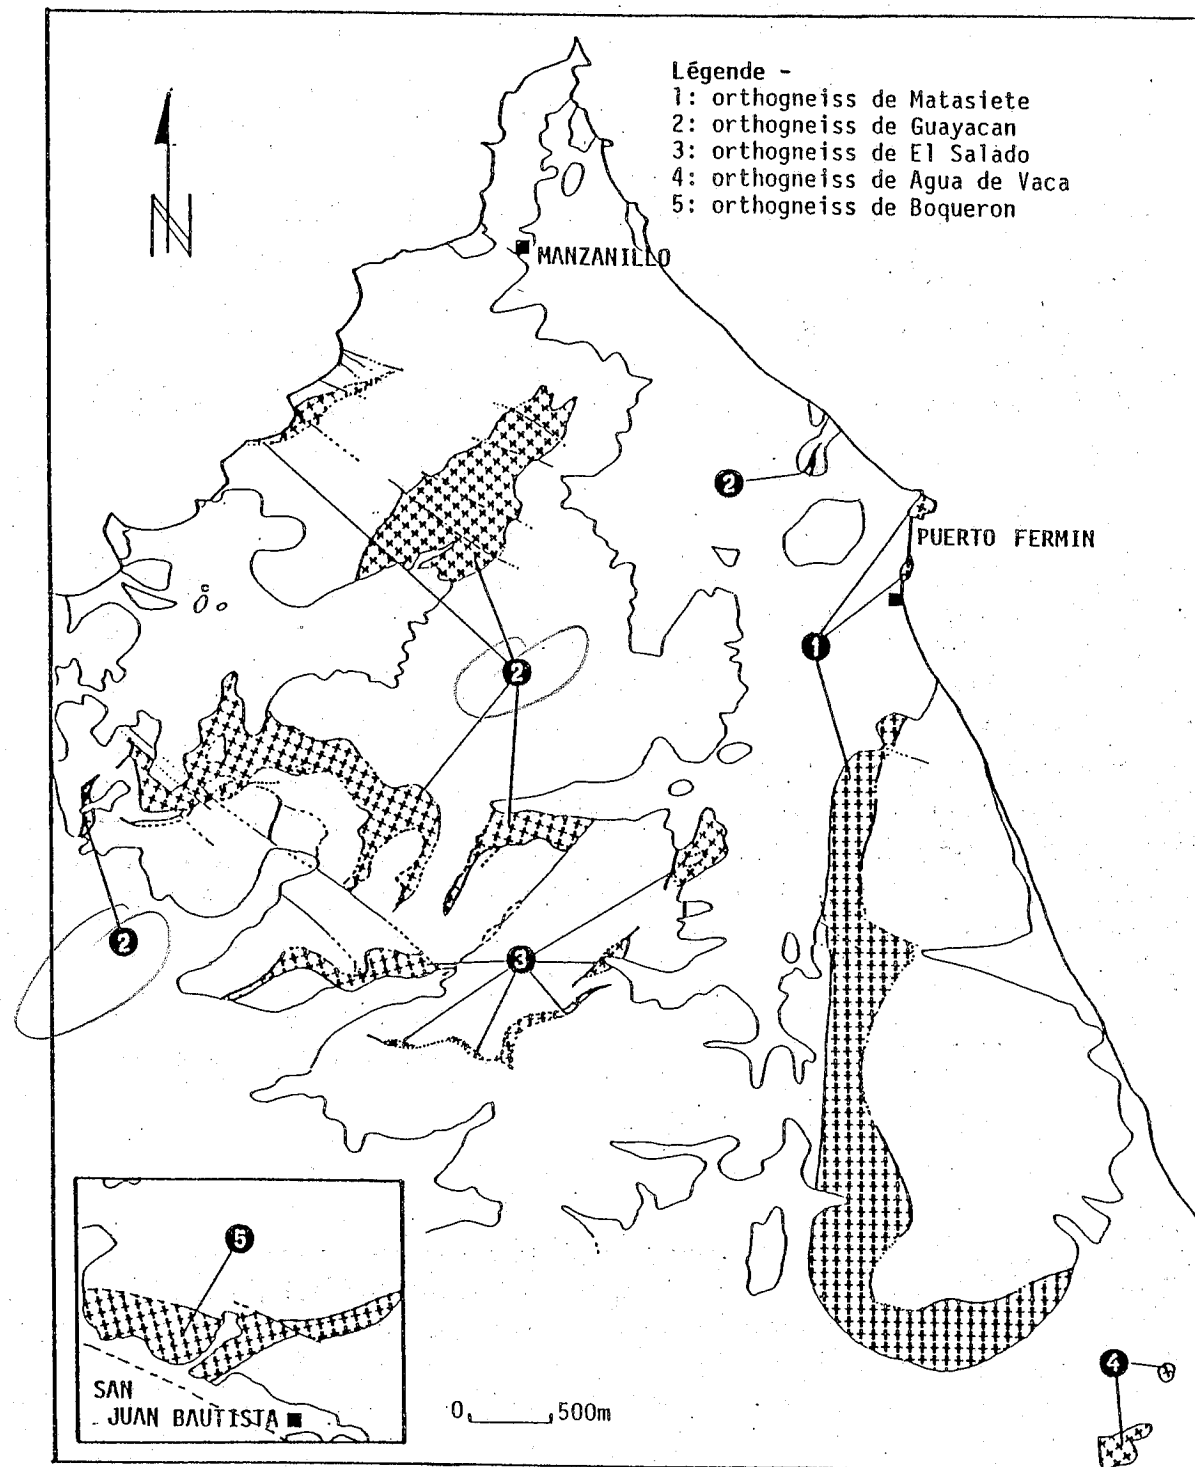 Légende -
1: orthogneiss de Matasiete
2: orthogneiss de Guayacan
3: orthogneiss de El Salado
4: orthogneiss de Agua de Vaca
5: orthogneiss de Boqueron
N
MANZANILLO
2
PUERTO FERMIN
1
2
2
3
5
4
SAN
JUAN BAUTISTA
0 500m